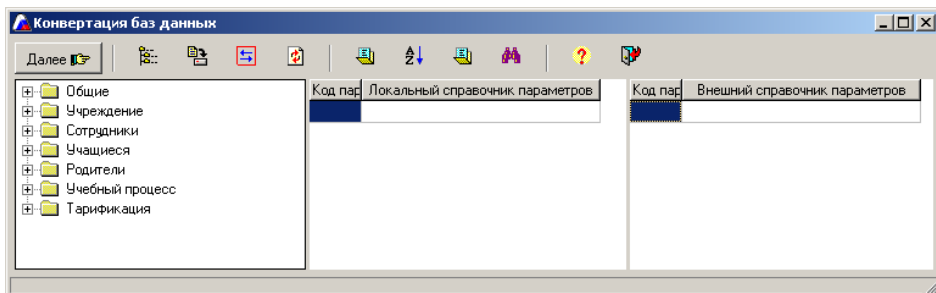 Конвертация баз данных
Далее
Код пар Локальный справочник параметров Код пар Внешний справочник параметров
Общие
Учреждение
Сотрудники
Учащиеся
Родители
Учебный процесс
Тарификация